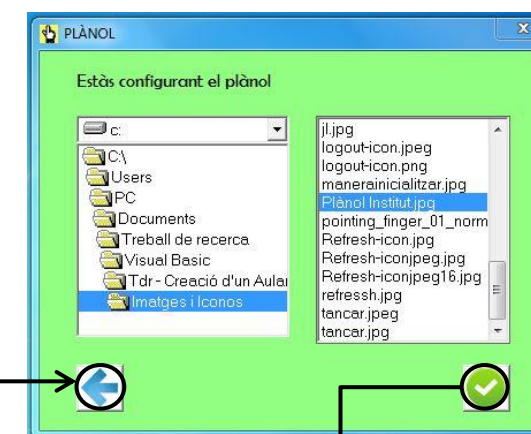 PLÀNOL
x
Estàs configurant el plànol
c:
C:\
Users
PC
Documents
Treball de recerca
Visual Basic
Tdr - Creació d'un Aular
Imatges i Iconos
jl.jpg
logout-icon.jpeg
logout-icon.png
manerainicialitzar.jpg
Plànol Institut.jpg
pointing_finger_01_norm
Refresh-icon.jpg
Refresh-iconjpeg.jpg
Refresh-iconjpeg16.jpg
refressh.jpg
tancar.jpeg
tancar.jpg